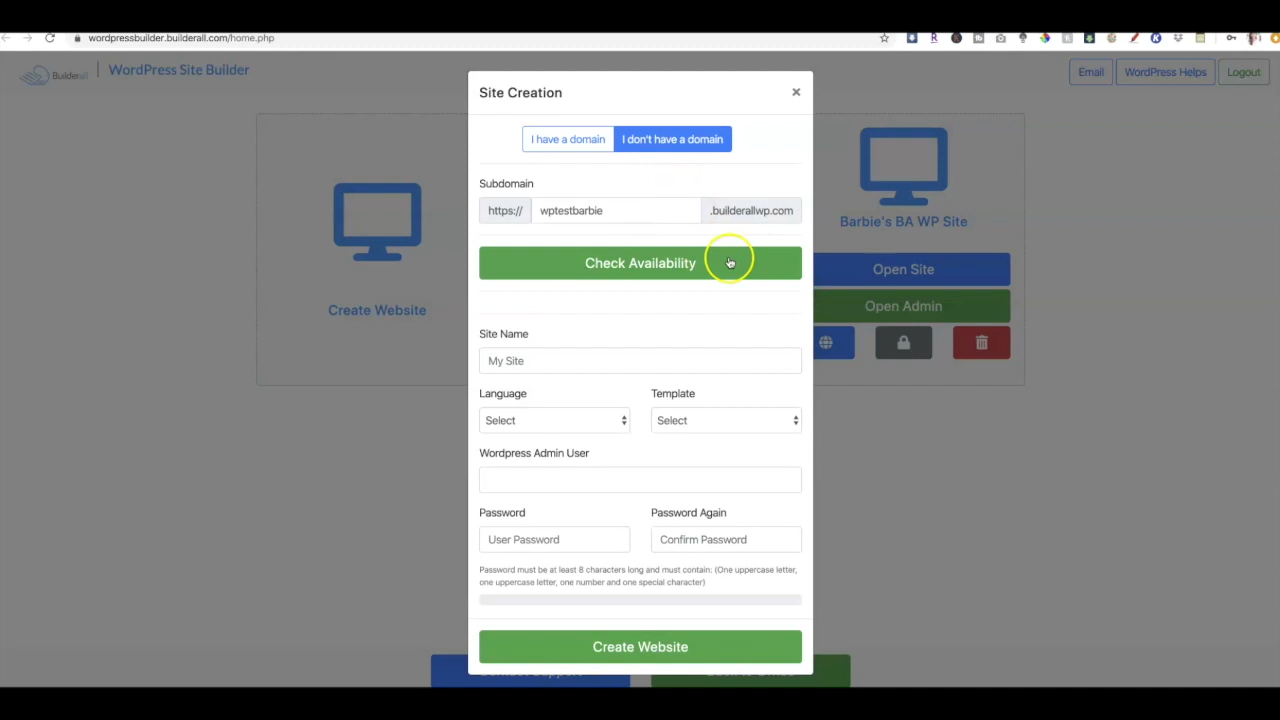 wordpressbuilder.builderall.com/home.php
Builderall
WordPress Site Builder
Email
WordPress Helps
Logout
Site Creation
×
I have a domain
I don't have a domain
Subdomain
https://
wptestbarbie
.builderallwp.com
Check Availability
Site Name
My Site
Language
Template
Select
Select
Wordpress Admin User
Password
Password Again
User Password
Confirm Password
Password must be at least 8 characters long and must contain: (One uppercase letter,
one uppercase letter, one number and one special character)
Create Website
Create Website
Barbie's BA WP Site
Open Site
Open Admin